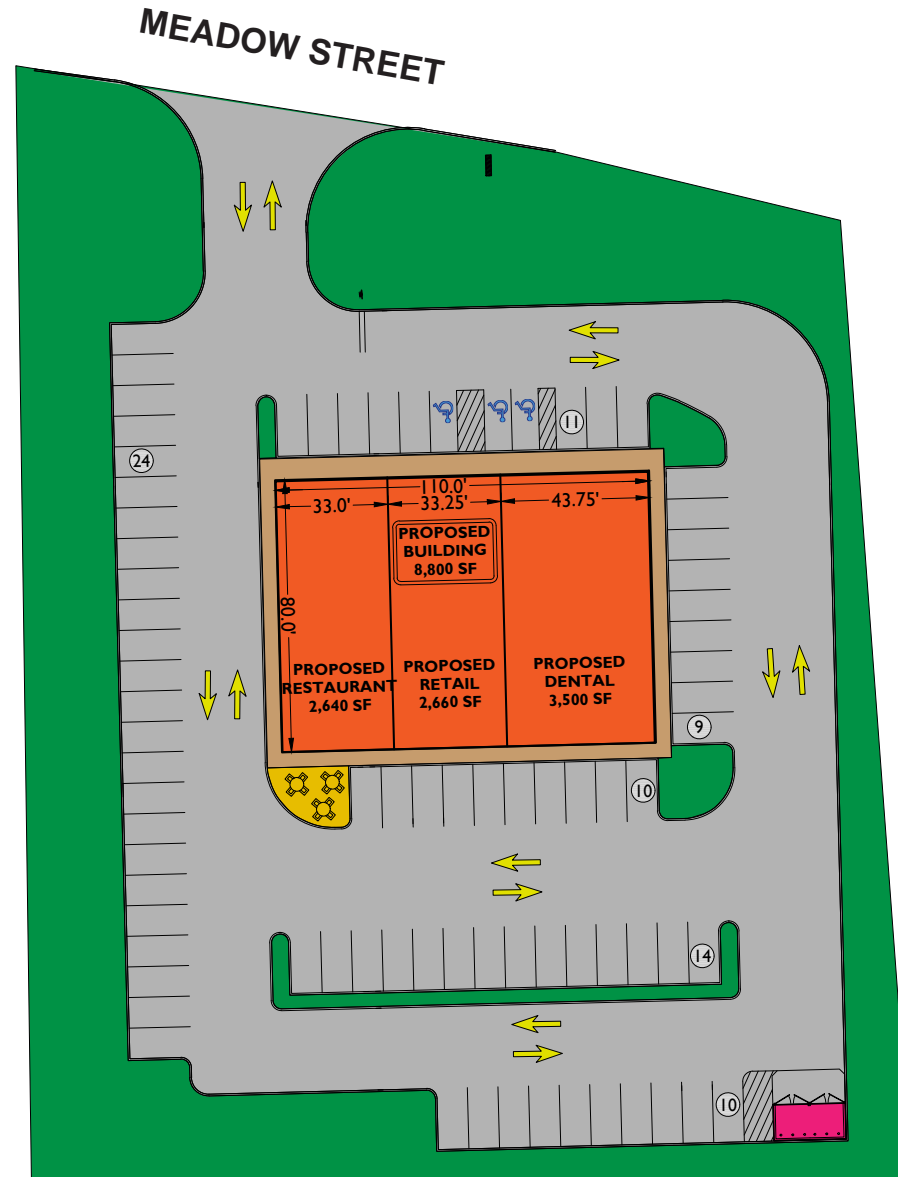 MEADOW STREET
11
24
110.0'
33.0'
33.25'
43.75'
PROPOSED
BUILDING
8,800 SF
80.0'
PROPOSED
RESTAURANT
2,640 SF
PROPOSED
RETAIL
2,660 SF
PROPOSED
DENTAL
3,500 SF
9
10
14
10